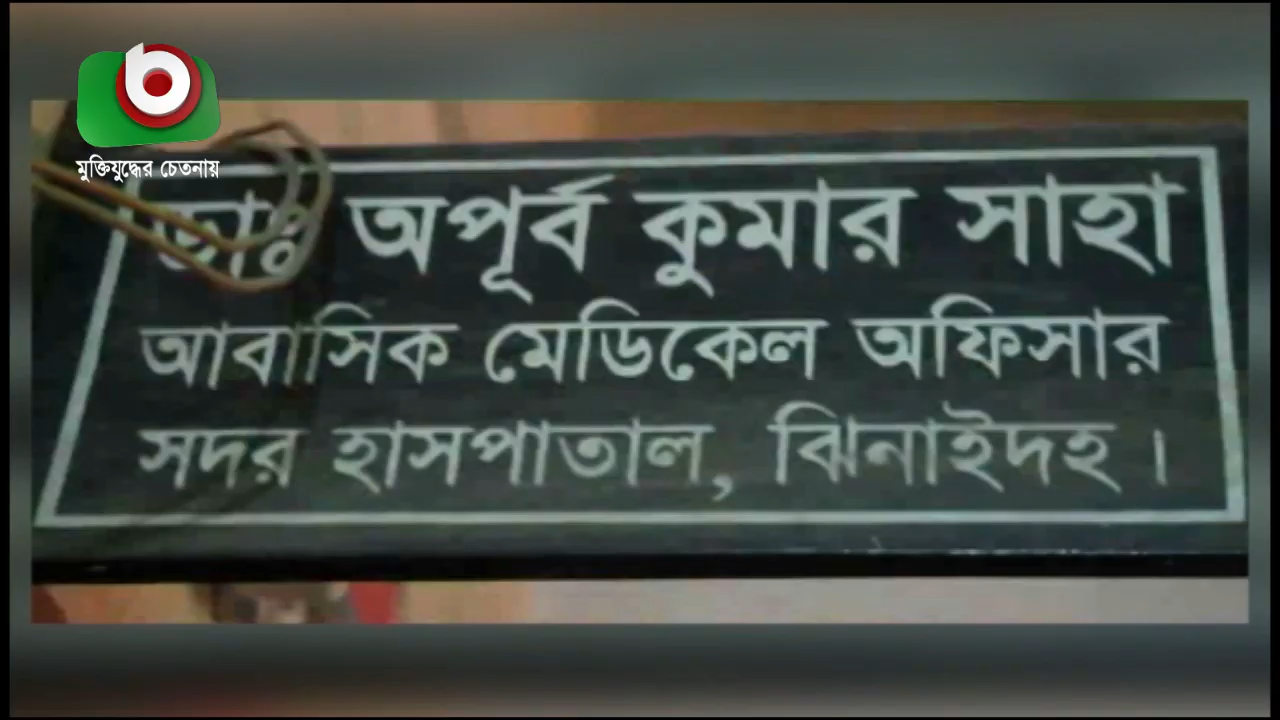 মুক্তিযুদ্ধের চেতনায়
ডাঃ অপূর্ব কুমার সাহা
আবাসিক মেডিকেল অফিসার
সদর হাসপাতাল, ঝিনাইদহ।